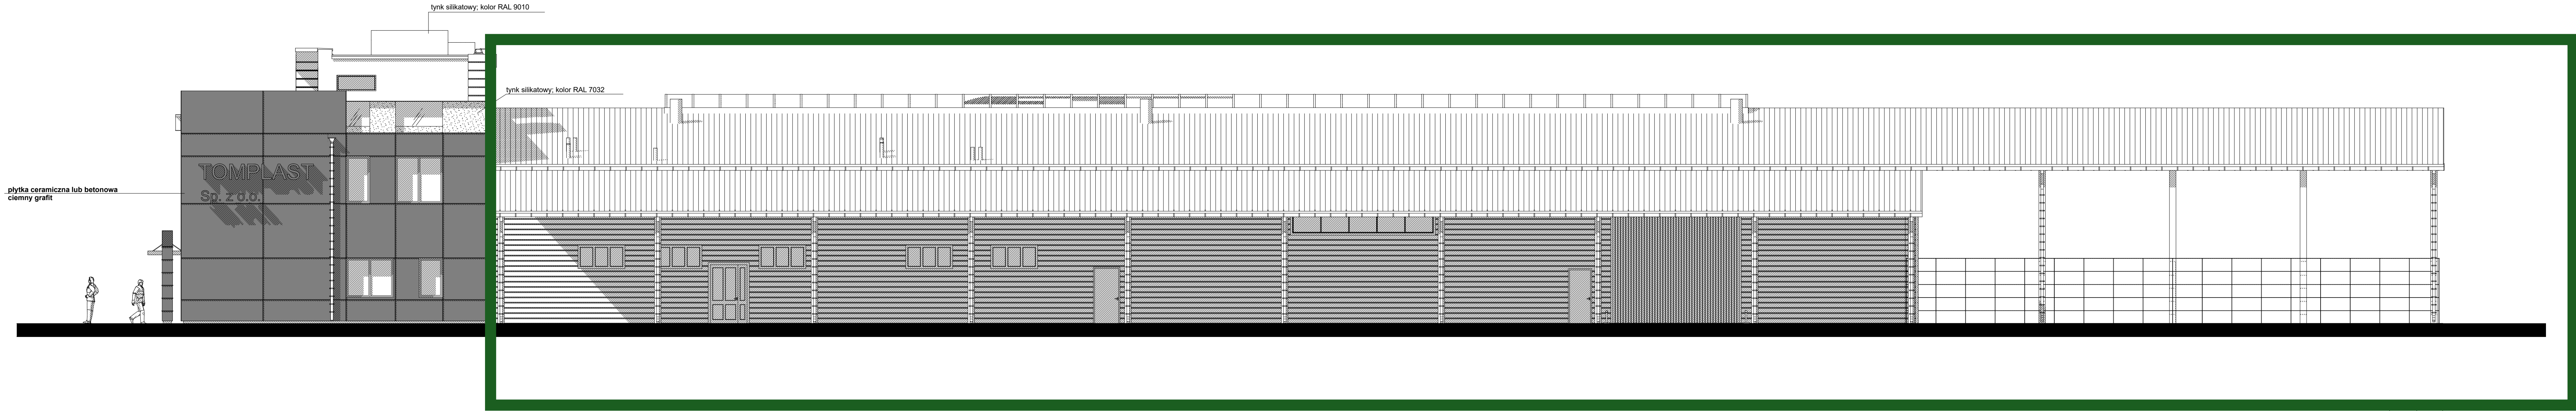 tynk silikatowy; kolor RAL 9010
tynk silikatowy; kolor RAL 7032
TOMPLAST
Sp. z o.o.
płytka ceramiczna lub betonowa
ciemny grafit